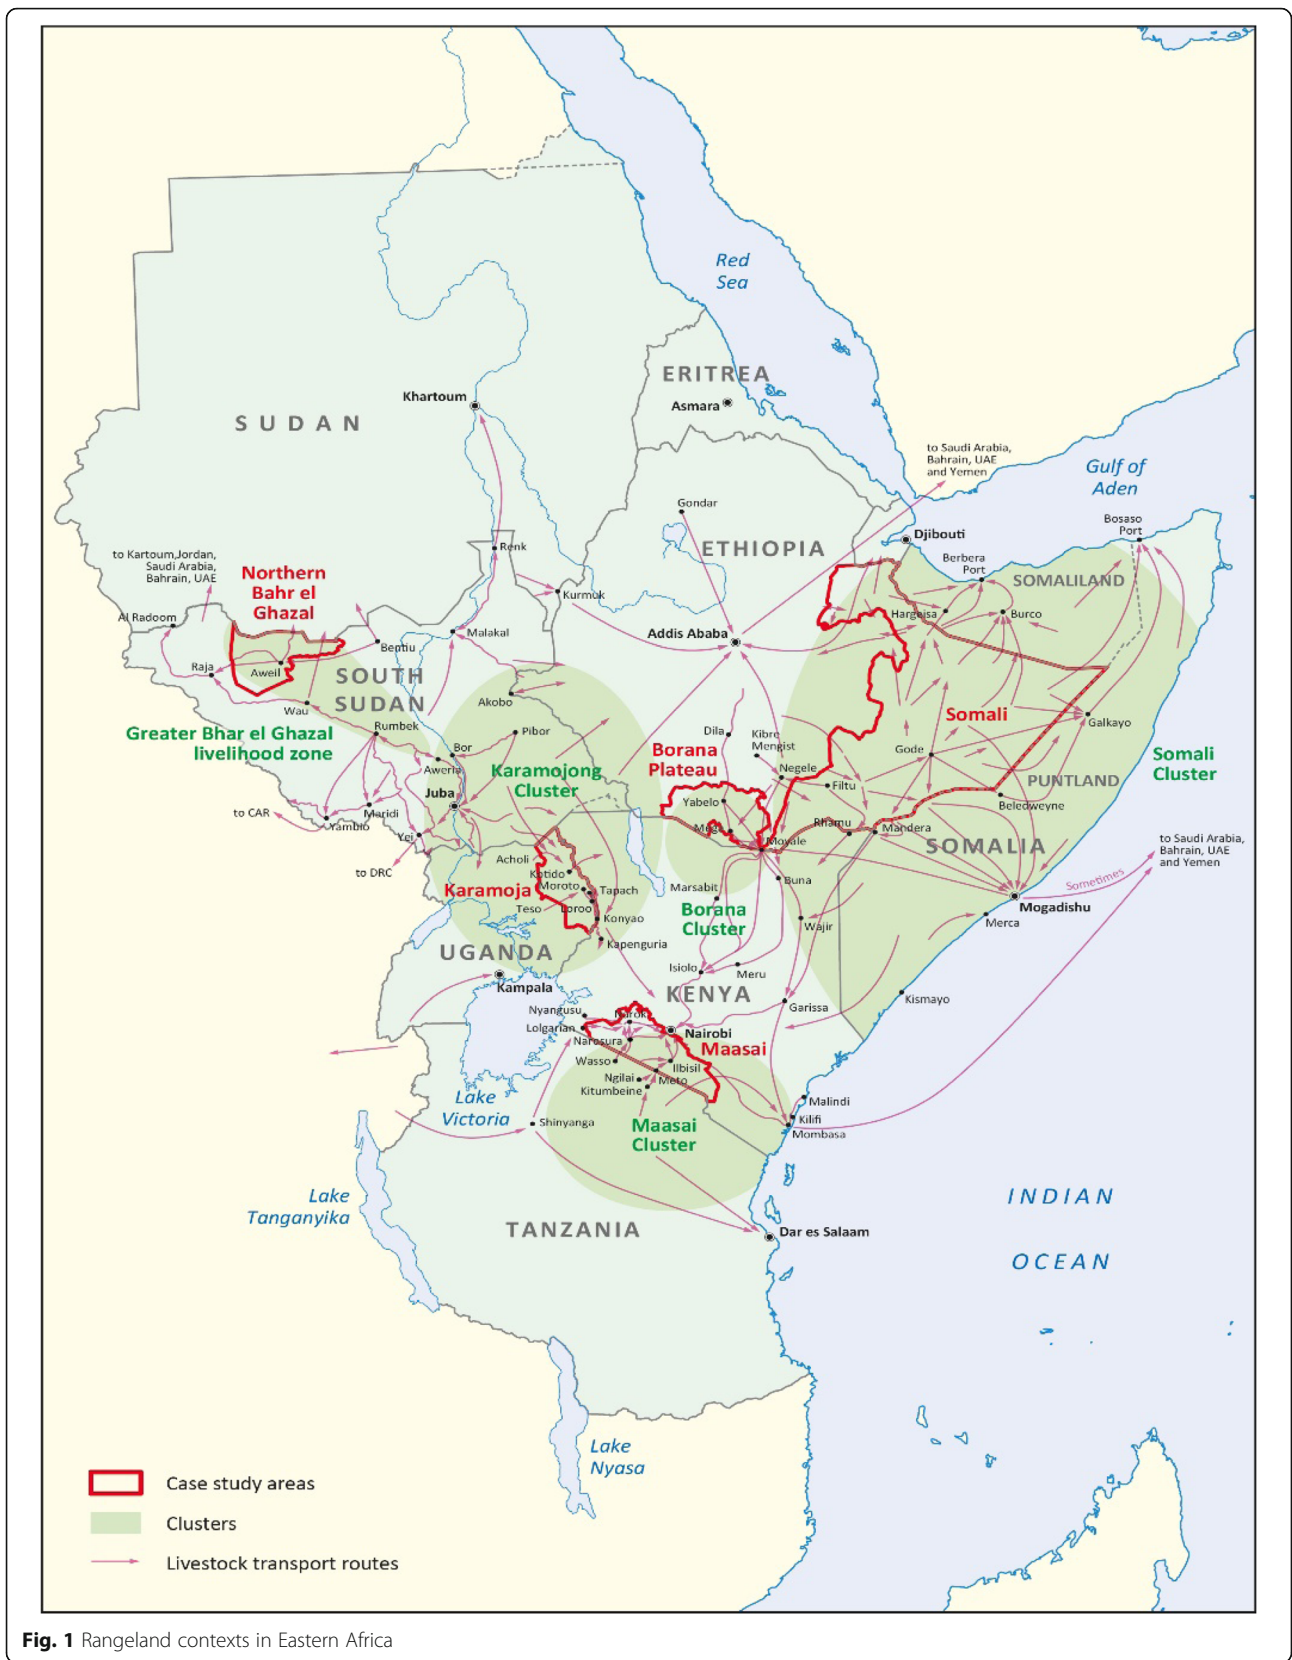 Red
Sea
ERITREA
Asmara
Khartoum
SUDAN
to Saudi Arabia,
Bahrain, UAE
and Yemen
Gulf of
Aden
Gondar
Bosaso
Port
ETHIOPIA
Djibouti
Renk
to Kartoum,Jordan,
Saudi Arabia,
Bahrain, UAE
Northern
Bahr el
Ghazal
Berbera
Port
SOMALILAND
Kurmuk
Al Radoom
Hargeisa
Burco
Malakal
Addis Ababa
Bentiu
Raja
Aweil
SOUTH
SUDAN
Akobo
Wau
Somali
Galkayo
Greater Bhar el Ghazal
livelihood zone
Rumbek
Pibor
Dila
Kibre
Mengist
Bor
Borana
Plateau
Gode
Somali
Cluster
Aweria
Karamojong
Cluster
Negele
Filtu
PUNTLAND
Juba
Yabelo
Beledweyne
to CAR
Maridi
Yambio
Mega
Rhamu
Mandera
Yei
Moyale
SOMALIA
to Saudi Arabia,
Bahrain, UAE
and Yemen
to DRC
Acholi
Kotido
Moroto
Tapach
Karamoja
Teso
Loroo
Konyao
Marsabit
Buna
Sometimes
Mogadishu
Borana
Cluster
Merca
Wajir
Kapenguria
UGANDA
Isiolo
Meru
Kampala
KENYA
Kismayo
Garissa
Nyangusu
Narok
Lolgarian
Nairobi
Narosura
Maasai
Wasso
Ilbisil
Ngilai
Meto
Kitumbeine
Lake
Victoria
Malindi
Kilifi
Mombasa
Shinyanga
Maasai
Cluster
Lake
Tanganyika
INDIAN
OCEAN
TANZANIA
Dar es Salaam
Lake
Nyasa
Case study areas
Clusters
Livestock transport routes
Fig. 1 Rangeland contexts in Eastern Africa